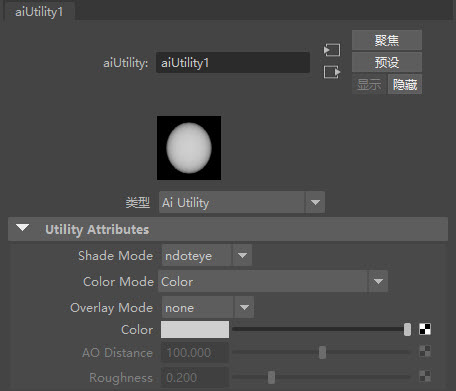 aiUtility1
聚焦
aiUtility: aiUtility1
预设
显示 隐藏
类型 Ai Utility
Utility Attributes
Shade Mode ndoteye
Color Mode Color
Overlay Mode none
Color
AO Distance 100.000
Roughness 0.200